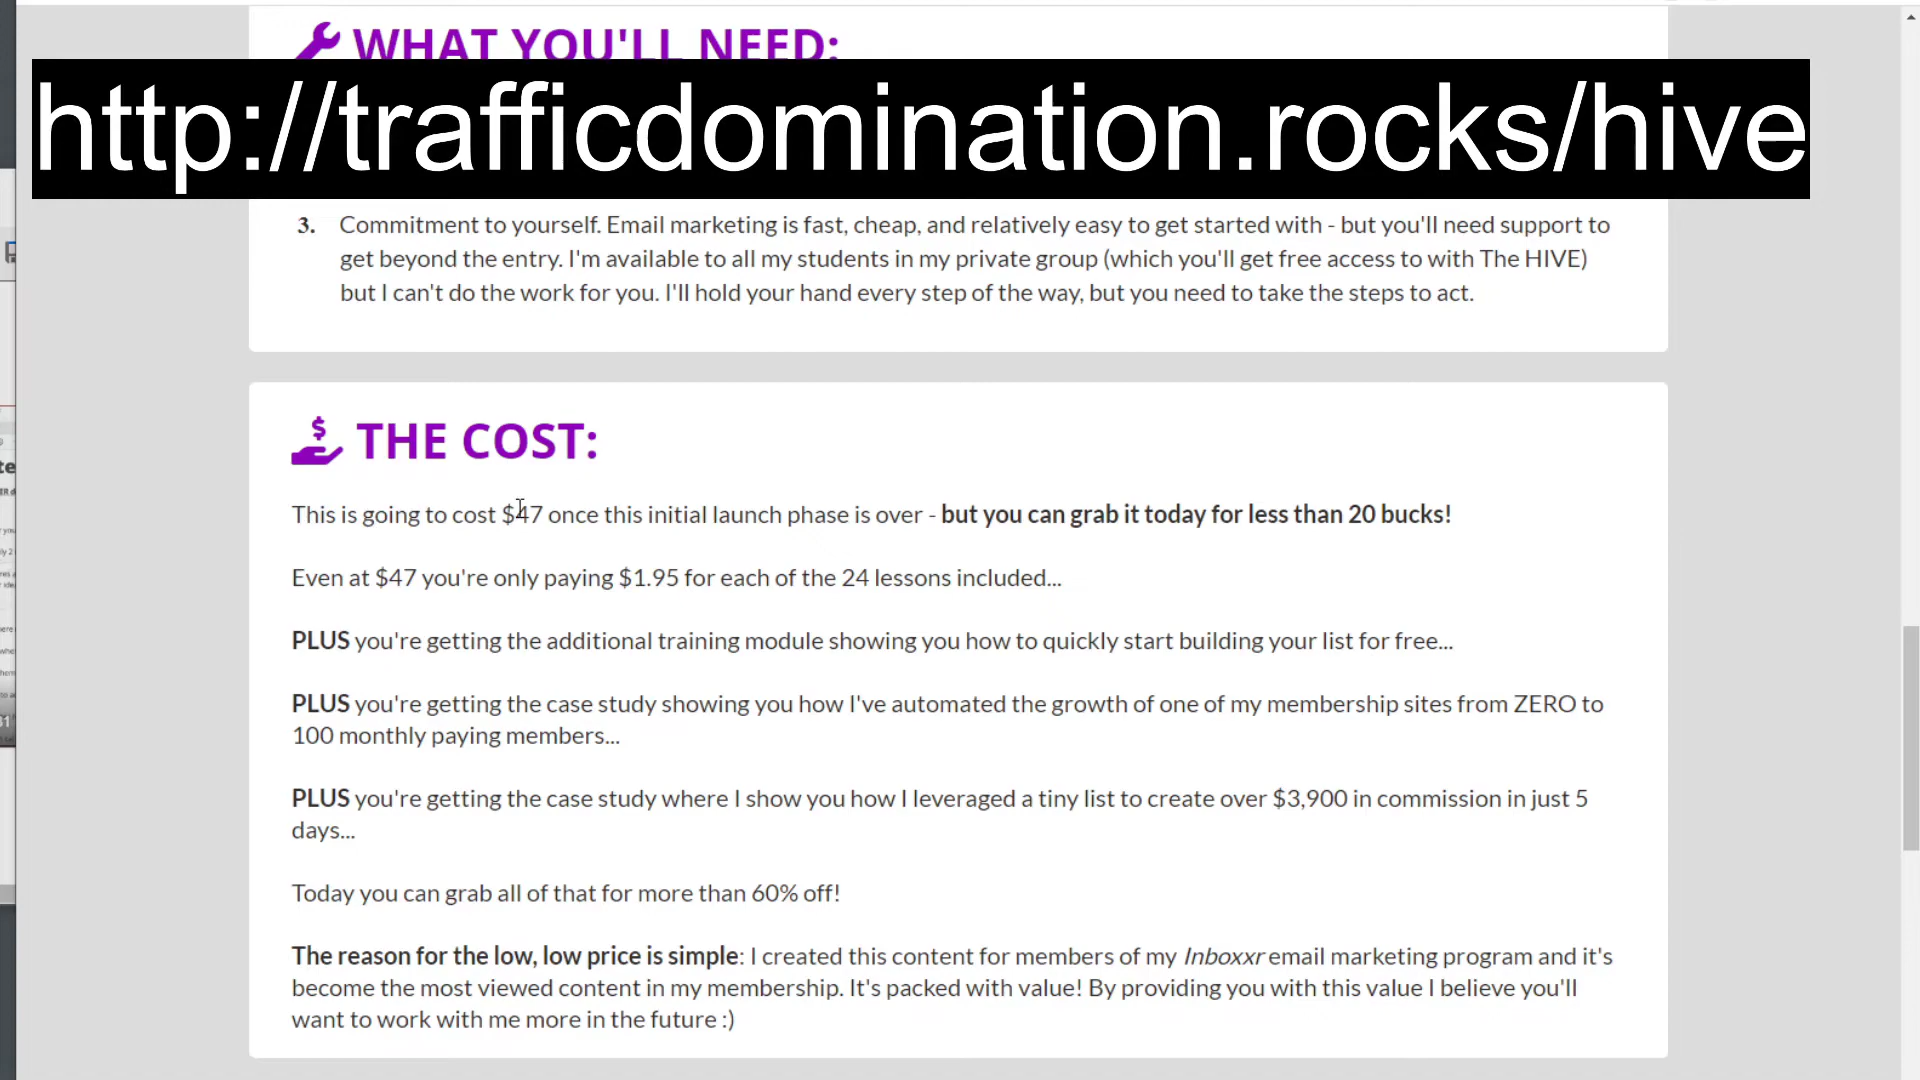 WHAT YOU'LL NEED:
http://trafficdomination.rocks/hive
3. Commitment to yourself. Email marketing is fast, cheap, and relatively easy to get started with - but you'll need support to
get beyond the entry. I'm available to all my students in my private group (which you'll get free access to with The HIVE)
but I can't do the work for you. I'll hold your hand every step of the way, but you need to take the steps to act.
THE COST:
This is going to cost $47 once this initial launch phase is over - but you can grab it today for less than 20 bucks!
Even at $47 you're only paying $1.95 for each of the 24 lessons included...
PLUS you're getting the additional training module showing you how to quickly start building your list for free...
PLUS you're getting the case study showing you how I've automated the growth of one of my membership sites from ZERO to
100 monthly paying members...
PLUS you're getting the case study where I show you how I leveraged a tiny list to create over $3,900 in commission in just 5
days...
Today you can grab all of that for more than 60% off!
The reason for the low, low price is simple: I created this content for members of my Inboxxr email marketing program and it's
become the most viewed content in my membership. It's packed with value! By providing you with this value I believe you'll
want to work with me more in the future :)